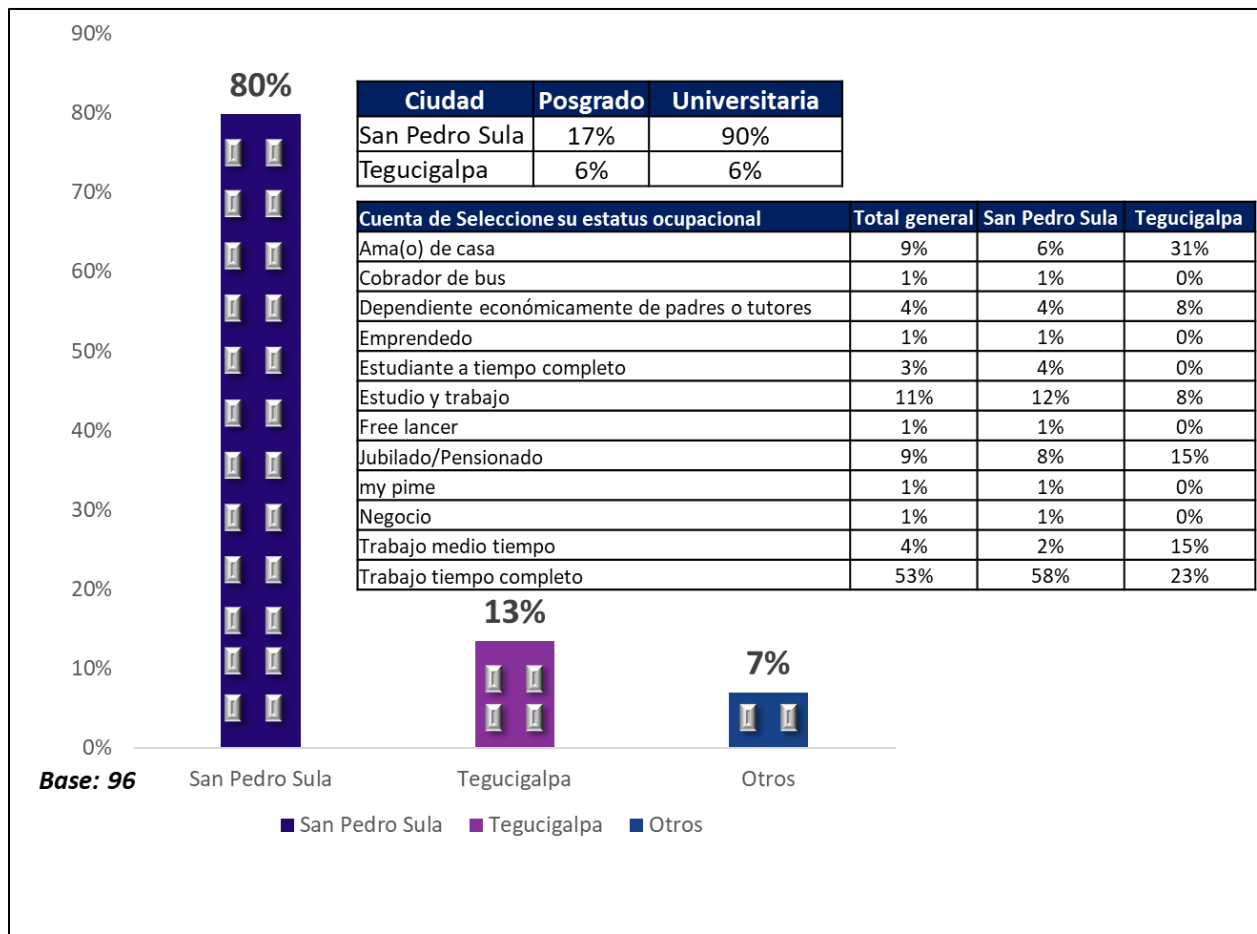 90%
80%
70%
60%
50%
40%
30%
20%
10%
0%
80%
13%
7%
Ciudad Posgrado Universitaria
San Pedro Sula 17% 90%
Tegucigalpa 6% 6%
Cuenta de Seleccione su estatus ocupacional Total general San Pedro Sula Tegucigalpa
Ama(o) de casa 9% 6% 31%
Cobrador de bus 1% 1% 0%
Dependiente económicamente de padres o tutores 4% 4% 8%
Emprendedo 1% 1% 0%
Estudiante a tiempo completo 3% 4% 0%
Estudio y trabajo 11% 12% 8%
Free lancer 1% 1% 0%
Jubilado/Pensionado 9% 8% 15%
my pime 1% 1% 0%
Negocio 1% 1% 0%
Trabajo medio tiempo 4% 2% 15%
Trabajo tiempo completo 53% 58% 23%
Base: 96
San Pedro Sula Tegucigalpa Otros
San Pedro Sula Tegucigalpa Otros